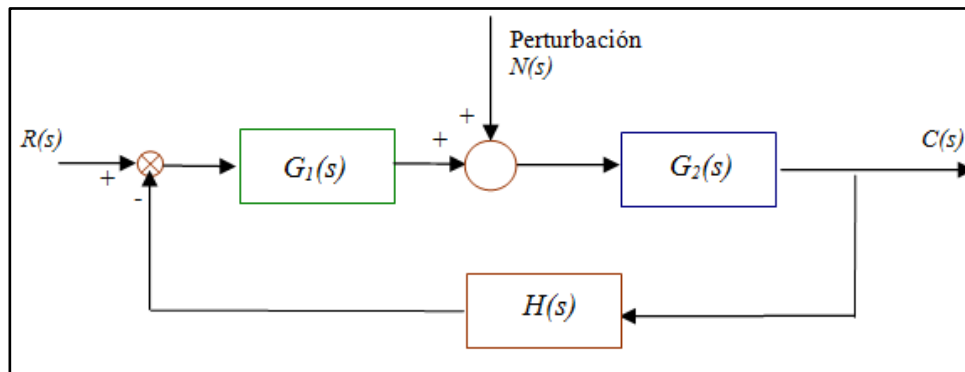 Perturbación
N(s)
+
R(s)
+
C(s)
G₁(s)
G₂(s)
+
-
H(s)